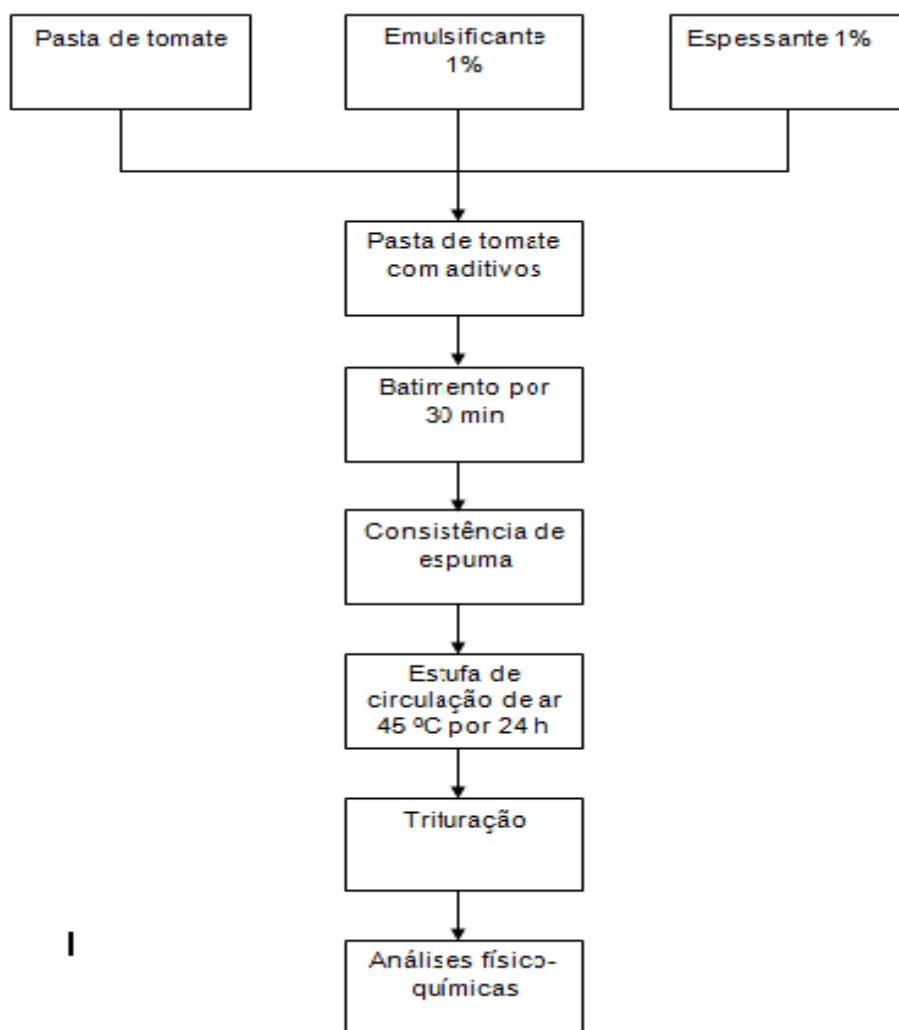 Pasta de tomate
Emulsificante
1%
Espessante 1%
Pasta de tomate
com aditivos
Batimento por
30 min
Consistência de
espuma
Estufa de
circulação de ar
45 ºC por 24 h
Trituração
I
Análises físico-
químicas